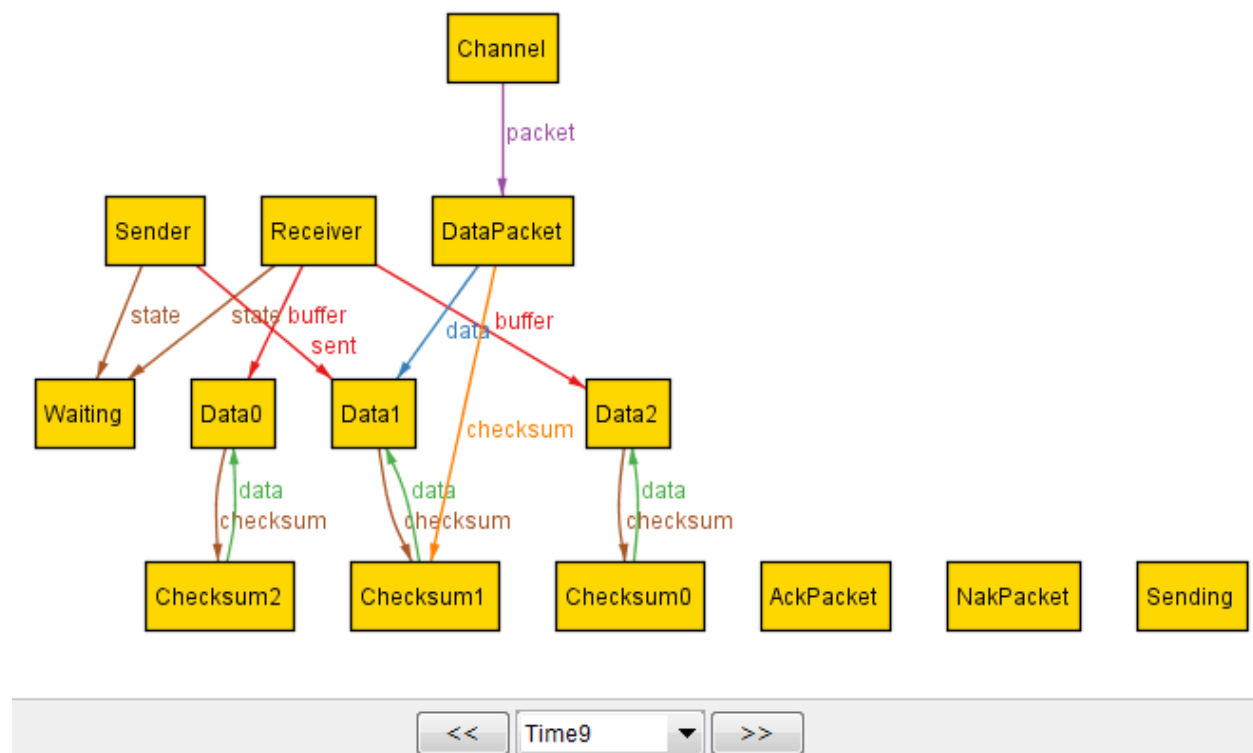 Channel
packet
Sender
Receiver
DataPacket
state
state
buffer
sent
data
buffer
Waiting
Data0
Data1
Data2
checksum
data
checksum
data
checksum
data
checksum
Checksum2
Checksum1
Checksum0
AckPacket
NakPacket
Sending
<<
Time9
>>